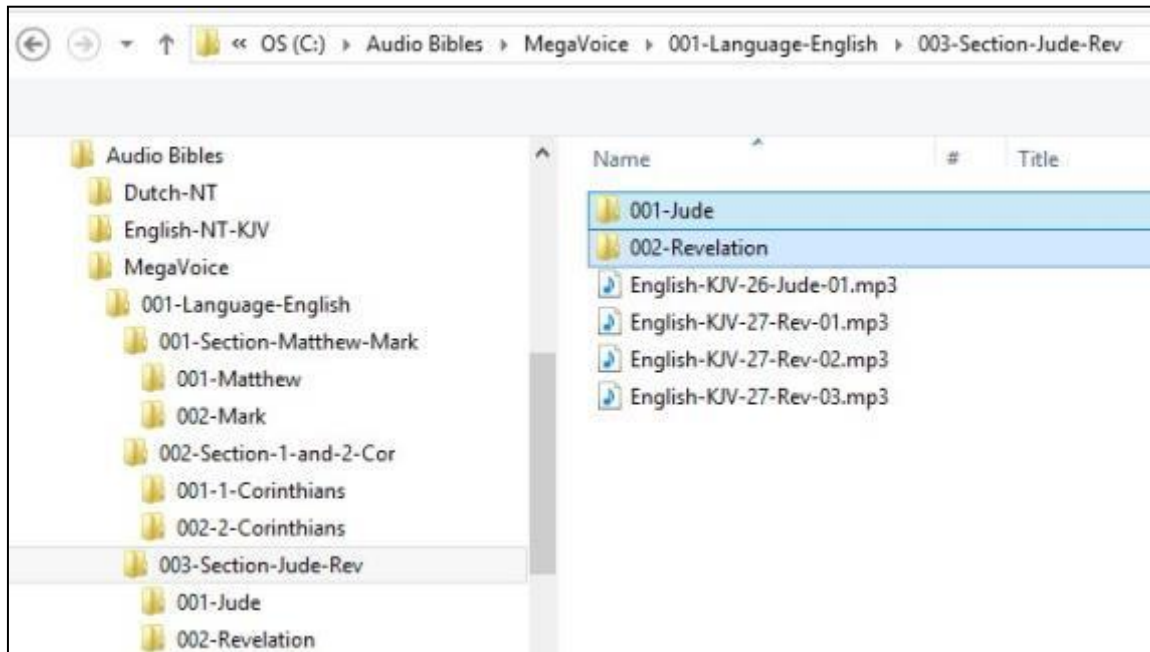 « OS (C:) Audio Bibles MegaVoice 001-Language-English 003-Section-Jude-Rev
Audio Bibles
Dutch-NT
English-NT-KJV
MegaVoice
001-Language-English
001-Section-Matthew-Mark
001-Matthew
002-Mark
002-Section-1-and-2-Cor
001-1-Corinthians
002-2-Corinthians
003-Section-Jude-Rev
001-Jude
002-Revelation
Name # Title
001-Jude
002-Revelation
English-KJV-26-Jude-01.mp3
English-KJV-27-Rev-01.mp3
English-KJV-27-Rev-02.mp3
English-KJV-27-Rev-03.mp3